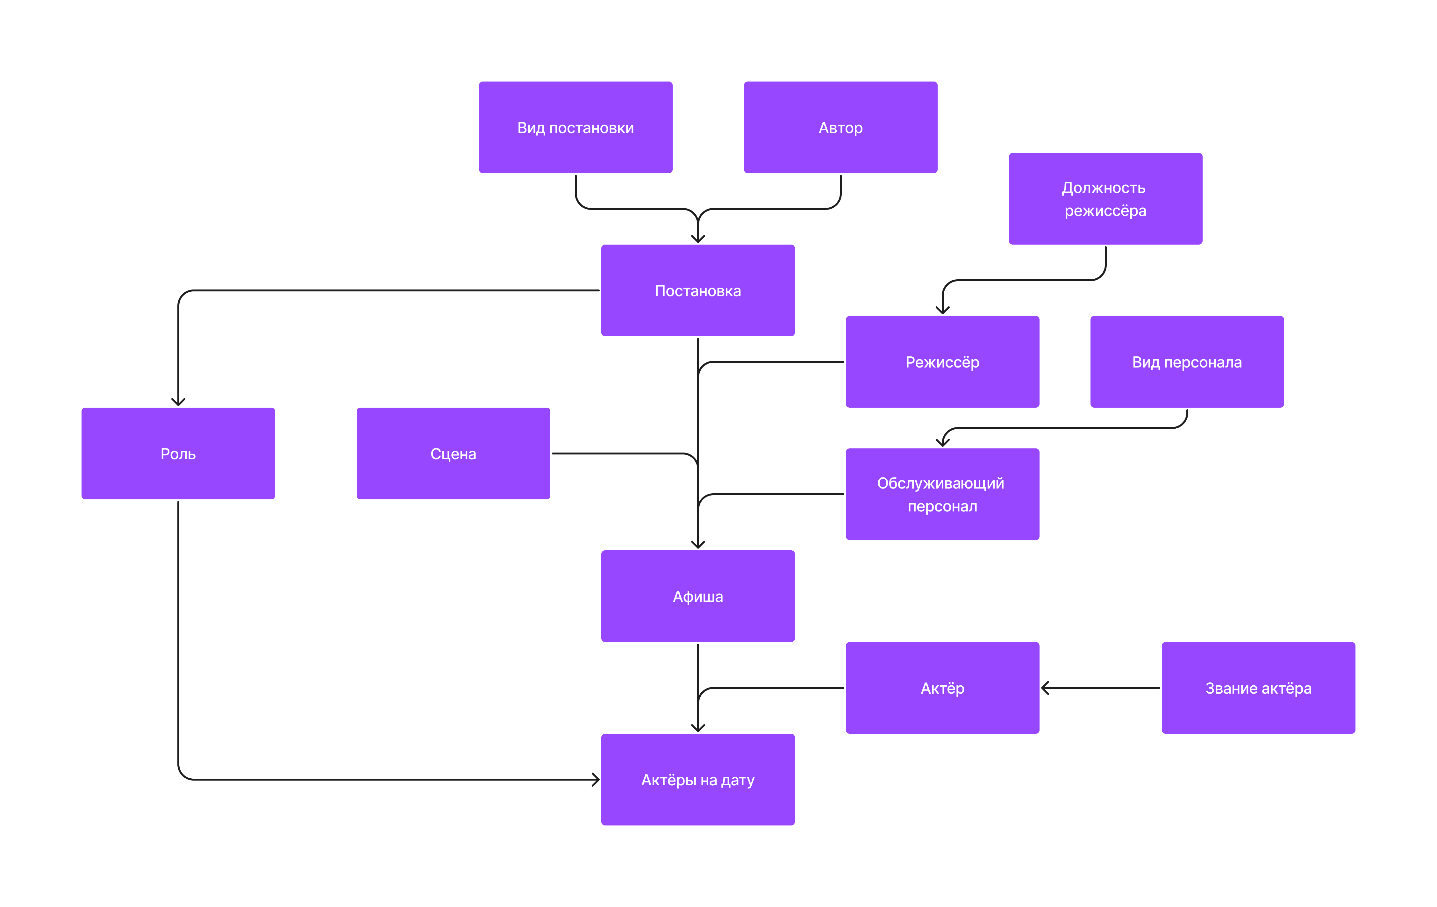 Вид постановки
Автор
Должность
режиссёра
Постановка
Режиссёр
Вид персонала
Роль
Сцена
Обслуживающий
персонал
Афиша
Актёр
Звание актёра
Актёры на дату